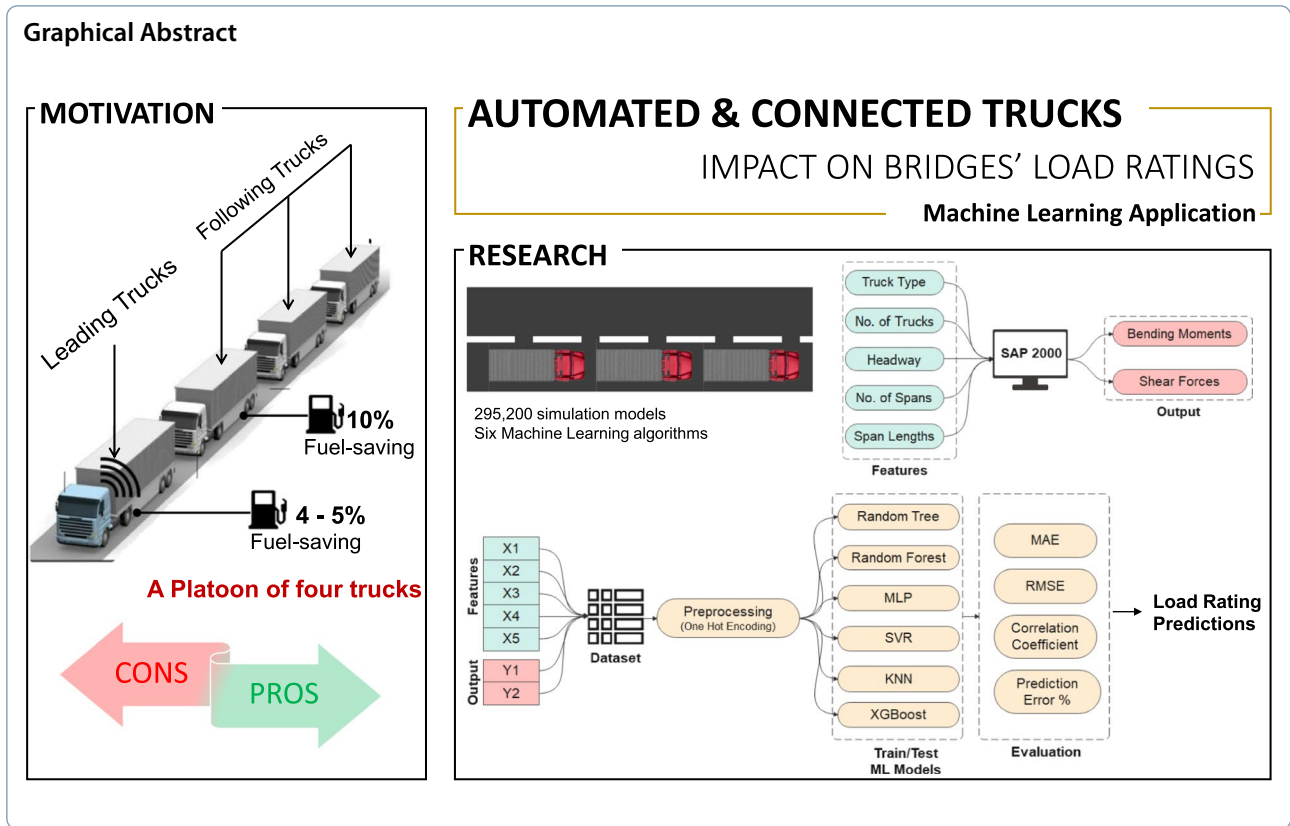 Graphical Abstract
MOTIVATION
Following Trucks
Leading Trucks
10%
Fuel-saving
4 - 5%
Fuel-saving
A Platoon of four trucks
CONS
PROS
AUTOMATED & CONNECTED TRUCKS
IMPACT ON BRIDGES’ LOAD RATINGS
Machine Learning Application
RESEARCH
295,200 simulation models
Six Machine Learning algorithms
Truck Type
No. of Trucks
Headway
No. of Spans
Span Lengths
Features
SAP 2000
Bending Moments
Shear Forces
Output
Features
X1
X2
X3
X4
X5
Output
Y1
Y2
Dataset
Preprocessing
(One Hot Encoding)
Random Tree
Random Forest
MLP
SVR
KNN
XGBoost
Train/Test
ML Models
MAE
RMSE
Correlation
Coefficient
Prediction
Error %
Evaluation
Load Rating
Predictions